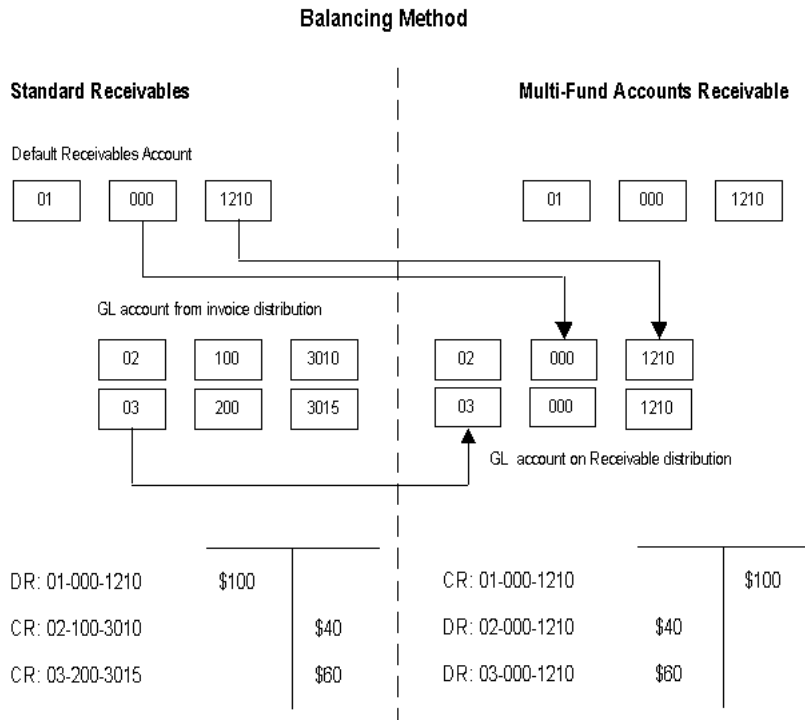 Balancing Method
Standard Receivables
Multi-Fund Accounts Receivable
Default Receivables Account
01 000 1210
01 000 1210
GL account from invoice distribution
02 100 3010
03 200 3015
02 000 1210
03 000 1210
GL account on Receivable distribution
DR: 01-000-1210 $100
CR: 02-100-3010 $40
CR: 03-200-3015 $60
CR: 01-000-1210 $100
DR: 02-000-1210 $40
DR: 03-000-1210 $60